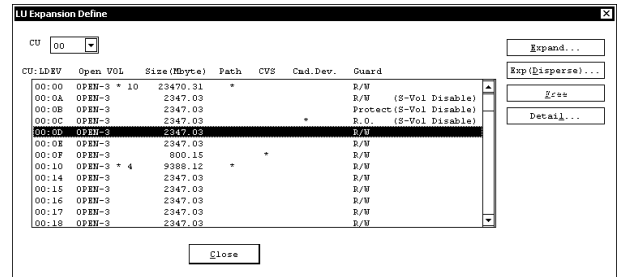 LU Expansion Define
CU 00
Expand...
CU:LDEV Open VOL Size(Mbyte) Path CVS Cmd.Dev. Guard
Exp(Disperse)...
00:00 OPEN-3 * 10 23470.31 * R/W
00:0A OPEN-3 2347.03 R/W (S-Vol Disable)
Free
00:0B OPEN-3 2347.03 Protect(S-Vol Disable)
00:0C OPEN-3 2347.03 * R.O. (S-Vol Disable)
Detail...
00:0D OPEN-3 2347.03 R/W
00:0E OPEN-3 2347.03 R/W
00:0F OPEN-3 800.15 * R/W
00:10 OPEN-3 * 4 9388.12 * R/W
00:14 OPEN-3 2347.03 R/W
00:15 OPEN-3 2347.03 R/W
00:16 OPEN-3 2347.03 R/W
00:17 OPEN-3 2347.03 R/W
00:18 OPEN-3 2347.03 R/W
Close